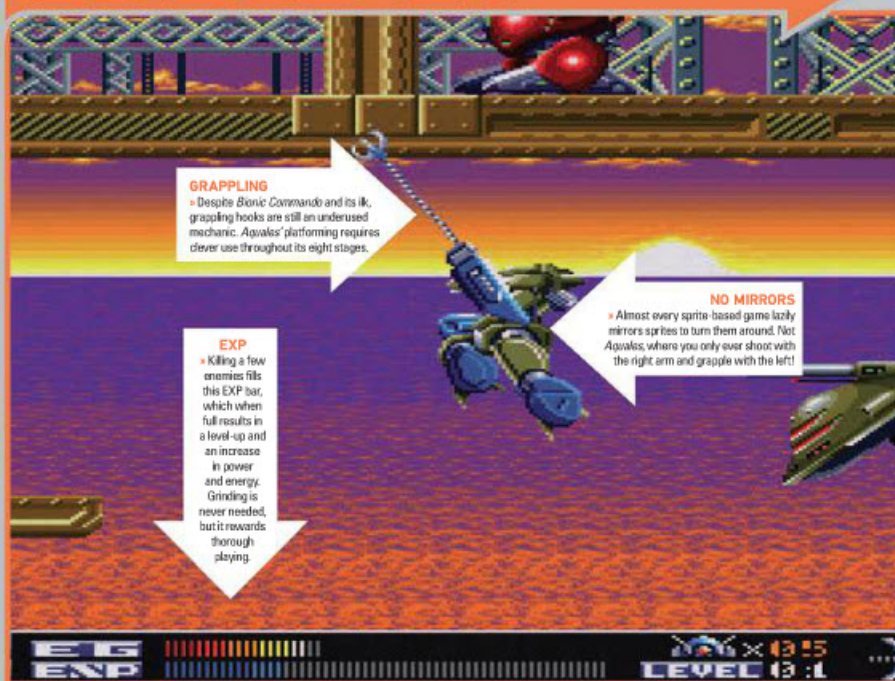 GRAPPLING
» Despite Bionic Commando and its ilk,
grappling hooks are still an underused
mechanic. Aquales' platforming requires
clever use throughout its eight stages.
NO MIRRORS
» Almost every sprite-based game lazily
mirrors sprites to turn them around. Not
Aquales, where you only ever shoot with
the right arm and grapple with the left!
EXP
» Killing a few
enemies fills
this EXP bar,
which when
full results in
a level-up and
an increase
in power
and energy.
Grinding is
never needed,
but it rewards
thorough
playing.
EG × 05
EXP LEVEL 0:1